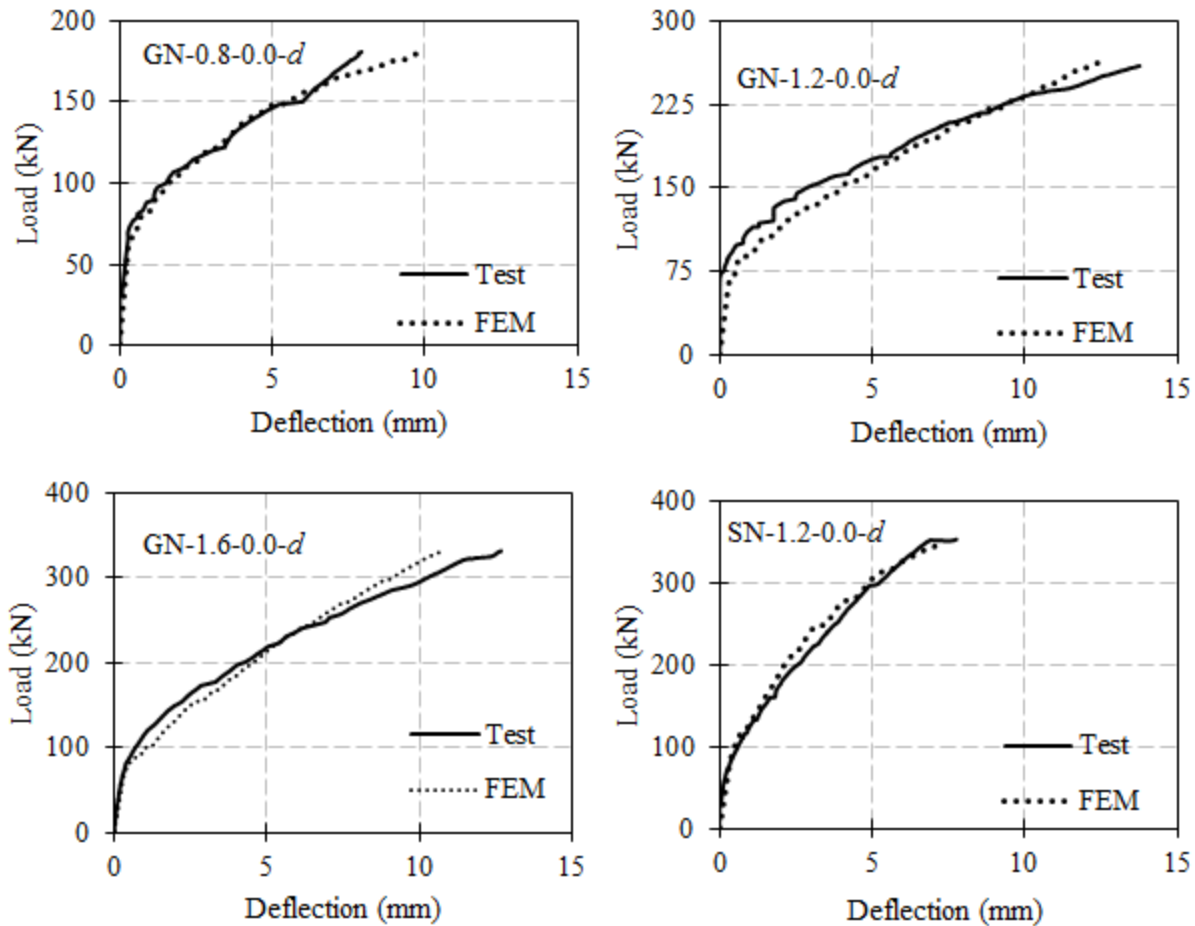 200
150
100
50
0
Load (kN)
GN-0.8-0.0-d
Test
FEM
0 5 10 15
Deflection (mm)
300
225
150
75
0
Load (kN)
GN-1.2-0.0-d
Test
FEM
0 5 10 15
Deflection (mm)
400
300
200
100
0
Load (kN)
GN-1.6-0.0-d
Test
FEM
0 5 10 15
Deflection (mm)
400
300
200
100
0
Load (kN)
SN-1.2-0.0-d
Test
FEM
0 5 10 15
Deflection (mm)